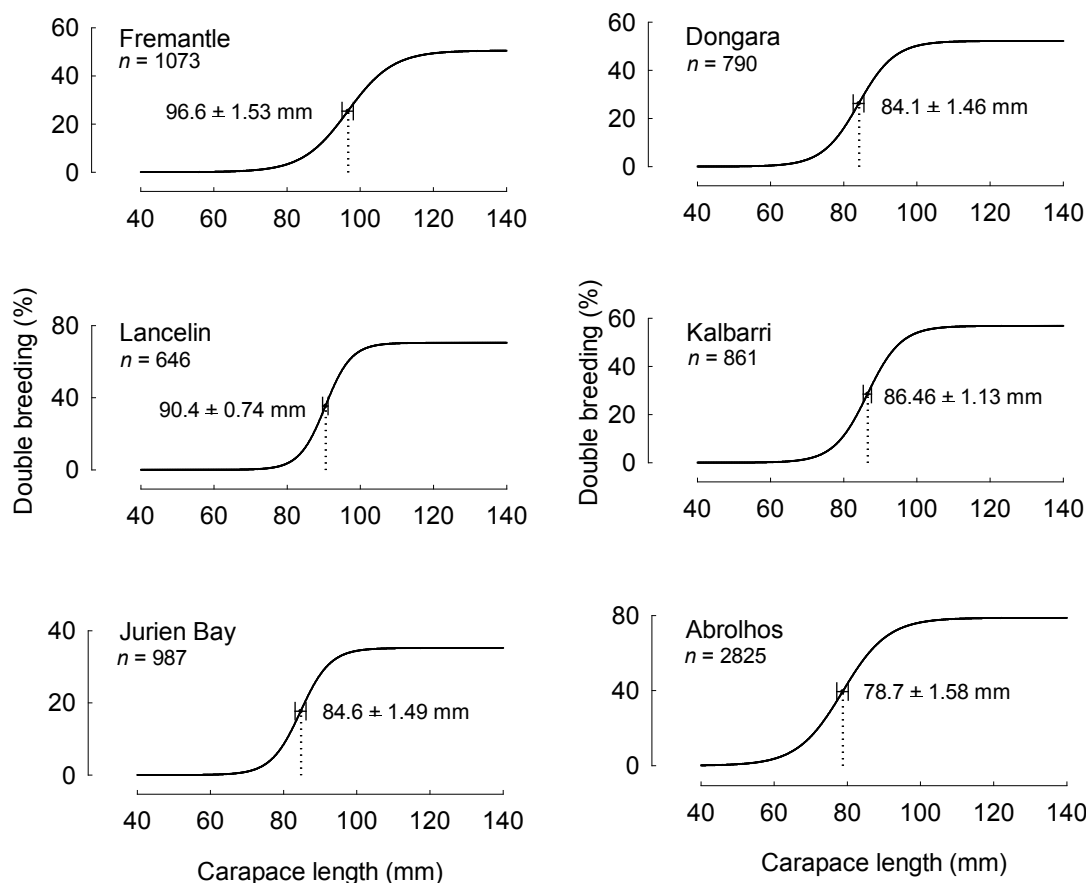 Fremantle
n = 1073
60
40
20
0
96.6 ± 1.53 mm
40 60 80 100 120 140
Dongara
n = 790
60
40
20
0
84.1 ± 1.46 mm
40 60 80 100 120 140
Double breeding (%)
Lancelin
n = 646
80
40
0
90.4 ± 0.74 mm
40 60 80 100 120 140
Double breeding (%)
Kalbarri
n = 861
60
40
20
0
86.46 ± 1.13 mm
40 60 80 100 120 140
Jurien Bay
n = 987
40
20
0
84.6 ± 1.49 mm
40 60 80 100 120 140
Carapace length (mm)
Abrolhos
n = 2825
80
40
0
78.7 ± 1.58 mm
40 60 80 100 120 140
Carapace length (mm)